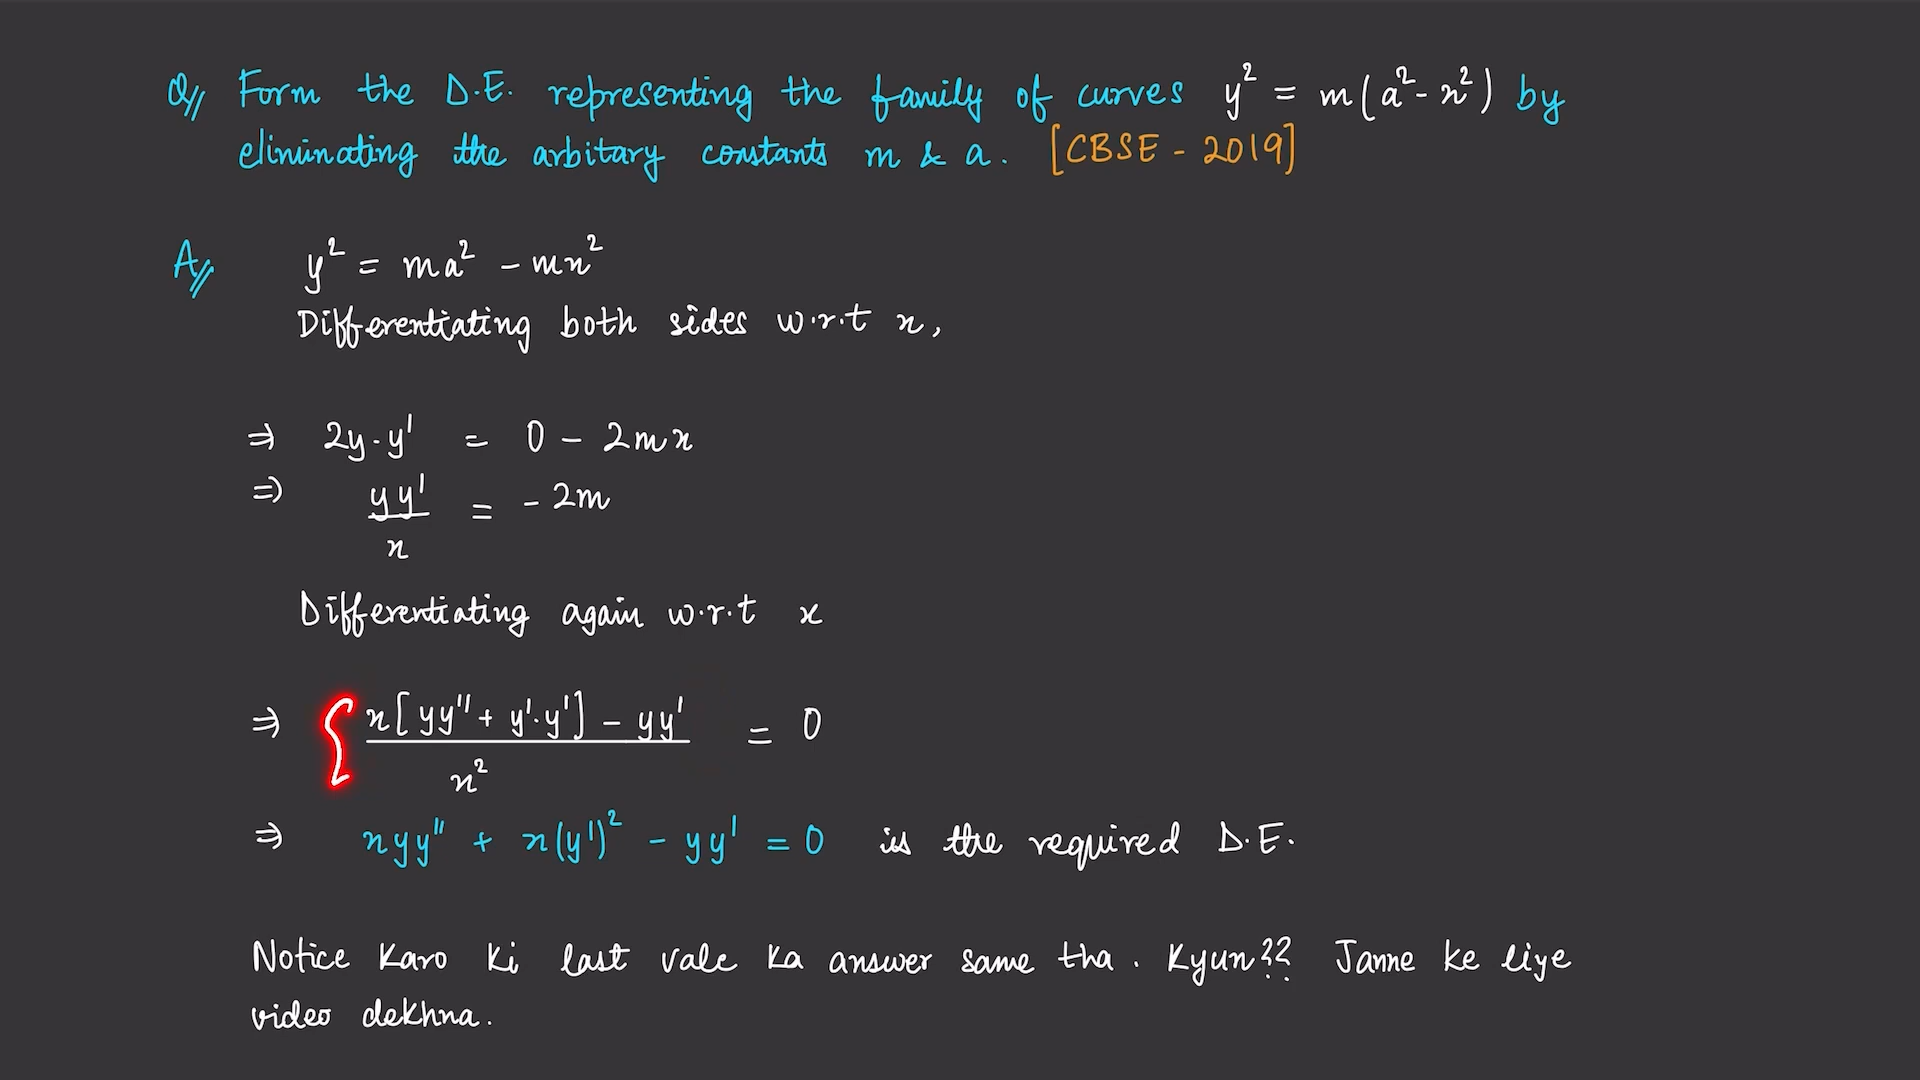 Q// Form the D.E. representing the family of curves y² = m(a² - x²) by
eliminating the arbitary constants m & a. [CBSE - 2019]
A// y² = ma² - mx²
Differentiating both sides w.r.t x,
⇒ 2y·y' = 0 - 2mx
⇒ yy'/x = -2m
Differentiating again w.r.t x
⇒ { x[yy'' + y'·y'] - yy' / x² = 0
⇒ xyy'' + x(y')² - yy' = 0 is the required D.E.
Notice Karo Ki last vale Ka answer same tha. Kyun?? Janne ke liye
video dekhna.